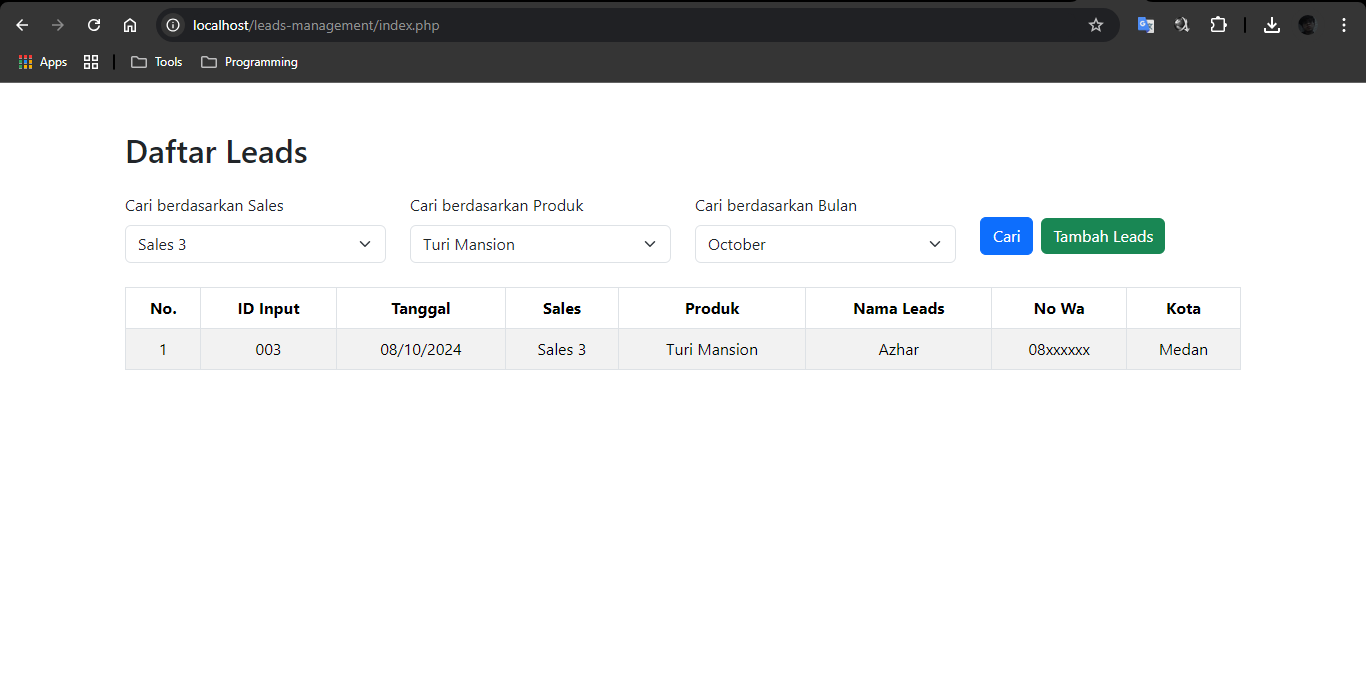 localhost/leads-management/index.php
Apps Tools Programming
Daftar Leads
Cari berdasarkan Sales Cari berdasarkan Produk Cari berdasarkan Bulan
Sales 3 Turi Mansion October Cari Tambah Leads
No. ID Input Tanggal Sales Produk Nama Leads No Wa Kota
1 003 08/10/2024 Sales 3 Turi Mansion Azhar 08xxxxxx Medan